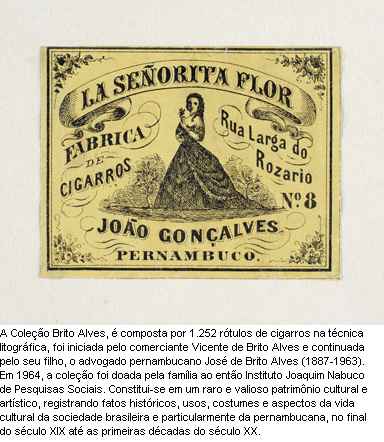 LA SEÑORITA FLOR
FABRICA
DE
CIGARROS
Rua Larga do
Rozario
Nº 8
JOÃO GONÇALVES.
PERNAMBUCO.
A Coleção Brito Alves, é composta por 1.252 rótulos de cigarros na técnica
litográfica, foi iniciada pelo comerciante Vicente de Brito Alves e continuada
pelo seu filho, o advogado pernambucano José de Brito Alves (1887-1963).
Em 1964, a coleção foi doada pela família ao então Instituto Joaquim Nabuco
de Pesquisas Sociais. Constitui-se em um raro e valioso patrimônio cultural e
artístico, registrando fatos históricos, usos, costumes e aspectos da vida
cultural da sociedade brasileira e particularmente da pernambucana, no final
do século XIX até as primeiras décadas do século XX.